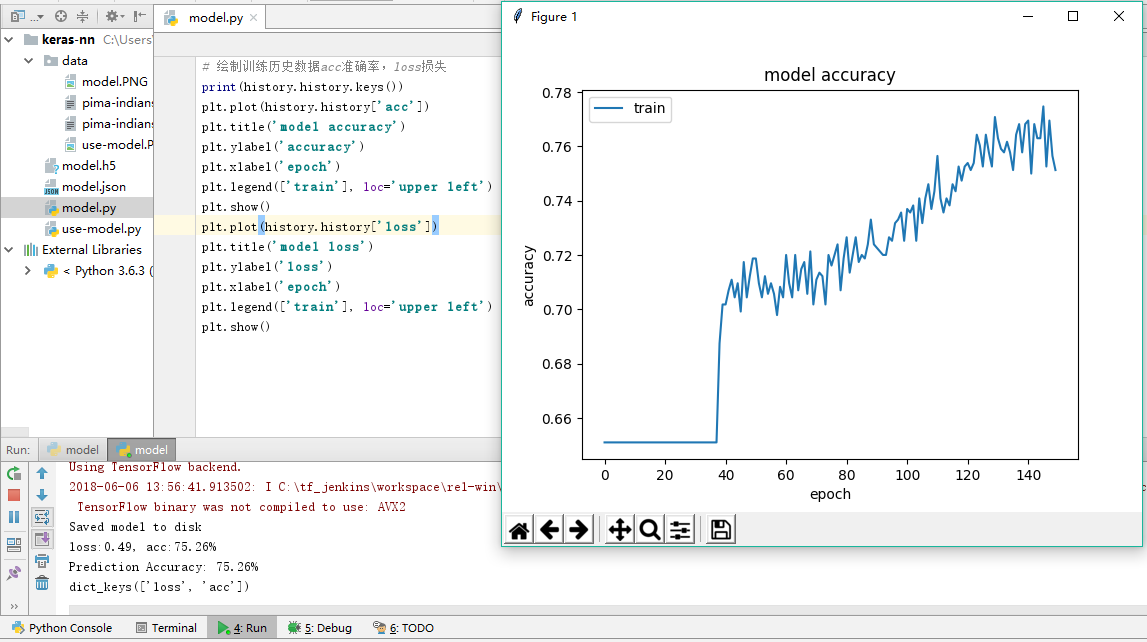 Figure 1
model.py
keras-nn C:\Users
data
model.PNG
pima-indians
pima-indians
use-model.P
model.h5
model.json
model.py
use-model.py
External Libraries
< Python 3.6.3 (
# 绘制训练历史数据acc准确率，loss损失
print(history.history.keys())
plt.plot(history.history['acc'])
plt.title('model accuracy')
plt.ylabel('accuracy')
plt.xlabel('epoch')
plt.legend(['train'], loc='upper left')
plt.show()
plt.plot(history.history['loss'])
plt.title('model loss')
plt.ylabel('loss')
plt.xlabel('epoch')
plt.legend(['train'], loc='upper left')
plt.show()
model accuracy
train
0.78
0.76
0.74
0.72
0.70
0.68
0.66
accuracy
0 20 40 60 80 100 120 140
epoch
Run: model model
Using TensorFlow backend.
2018-06-06 13:56:41.913502: I C:\tf_jenkins\workspace\rel-win\
TensorFlow binary was not compiled to use: AVX2
Saved model to disk
loss:0.49, acc:75.26%
Prediction Accuracy: 75.26%
dict_keys(['loss', 'acc'])
Python Console Terminal 4: Run 5: Debug 6: TODO